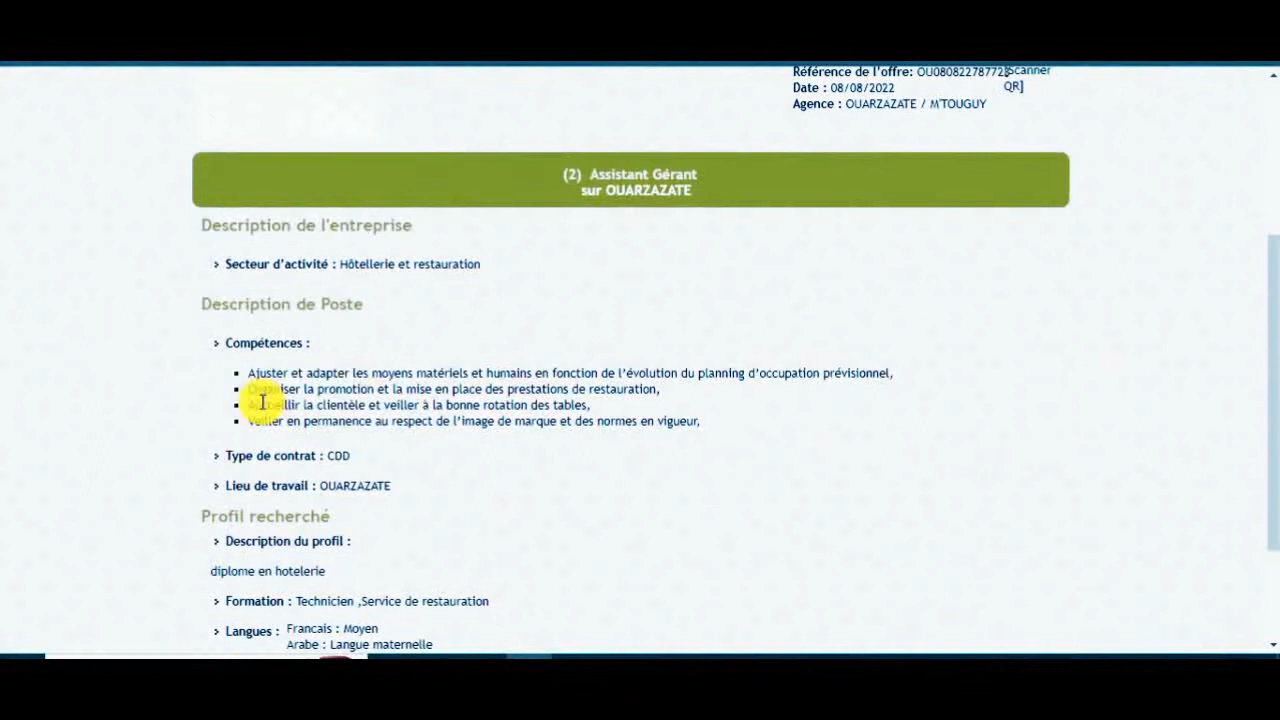 Référence de l'offre: OU080822787723
[Scanner QR]
Date : 08/08/2022
Agence : OUARZAZATE / M'TOUGUY
(2) Assistant Gérant
sur OUARZAZATE
Description de l'entreprise
› Secteur d'activité : Hôtellerie et restauration
Description de Poste
› Compétences :
▪ Ajuster et adapter les moyens matériels et humains en fonction de l'évolution du planning d'occupation prévisionnel,
▪ Organiser la promotion et la mise en place des prestations de restauration,
▪ Accueillir la clientèle et veiller à la bonne rotation des tables,
▪ Veiller en permanence au respect de l'image de marque et des normes en vigueur,
› Type de contrat : CDD
› Lieu de travail : OUARZAZATE
Profil recherché
› Description du profil :
diplome en hotelerie
› Formation : Technicien ,Service de restauration
› Langues : Francais : Moyen
Arabe : Langue maternelle